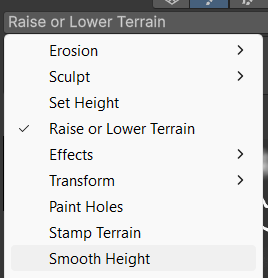 Raise or Lower Terrain
Erosion
Sculpt
Set Height
Raise or Lower Terrain
Effects
Transform
Paint Holes
Stamp Terrain
Smooth Height